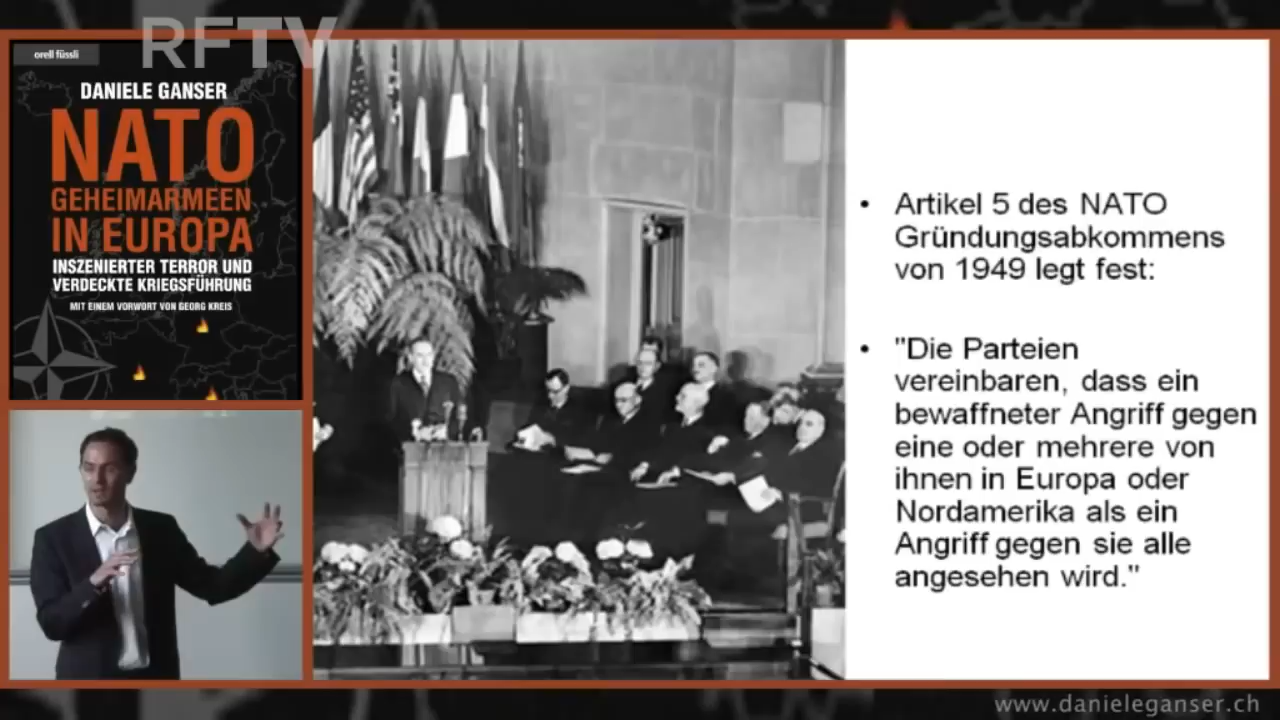 RFTV
orell füssli
DANIELE GANSER
NATO
GEHEIMARMEEN
IN EUROPA
INSZENIERTER TERROR UND
VERDECKTE KRIEGSFÜHRUNG
MIT EINEM VORWORT VON GEORG KREIS
• Artikel 5 des NATO
Gründungsabkommens
von 1949 legt fest:
• "Die Parteien
vereinbaren, dass ein
bewaffneter Angriff gegen
eine oder mehrere von
ihnen in Europa oder
Nordamerika als ein
Angriff gegen sie alle
angesehen wird."
www.danieleganser.ch